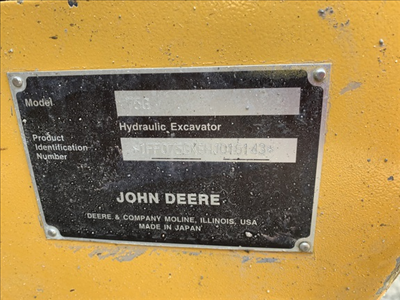 Model
Hydraulic Excavator
Product
Identification
Number
JOHN DEERE
DEERE & COMPANY MOLINE, ILLINOIS, USA
MADE IN JAPAN